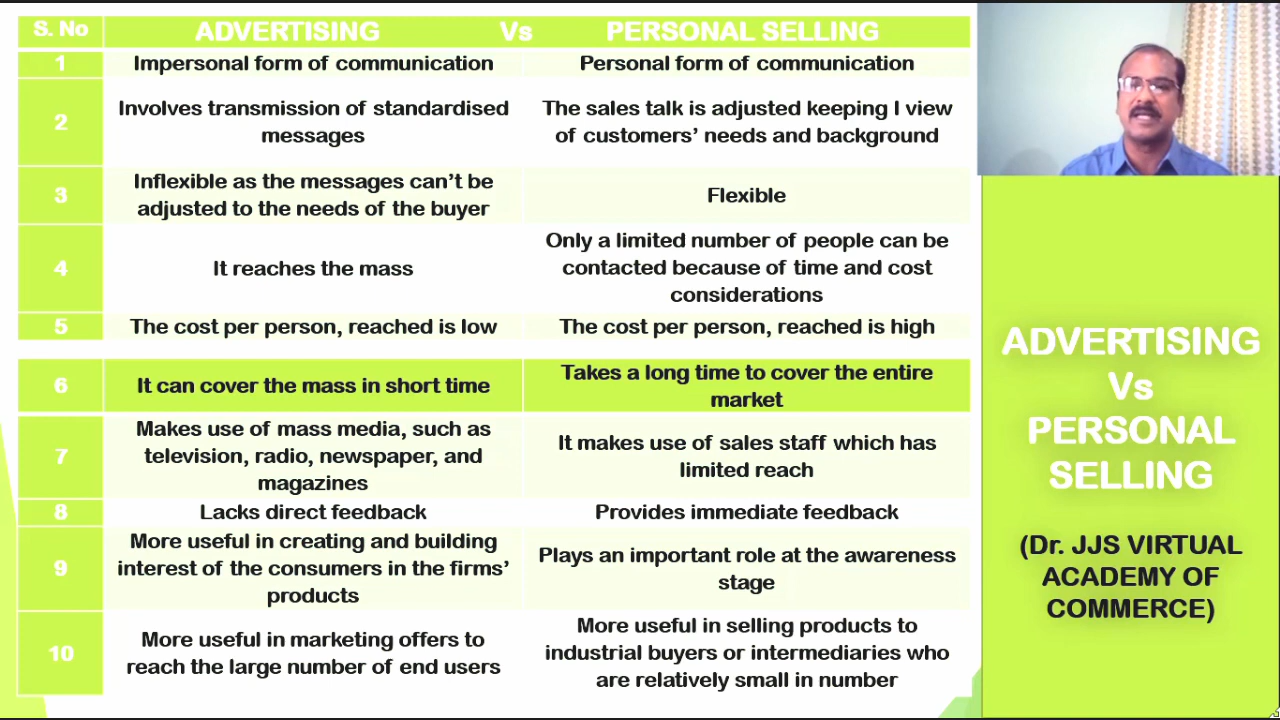 S. No ADVERTISING Vs PERSONAL SELLING
1 Impersonal form of communication Personal form of communication
2 Involves transmission of standardised messages The sales talk is adjusted keeping I view of customers' needs and background
3 Inflexible as the messages can't be adjusted to the needs of the buyer Flexible
4 It reaches the mass Only a limited number of people can be contacted because of time and cost considerations
5 The cost per person, reached is low The cost per person, reached is high
6 It can cover the mass in short time Takes a long time to cover the entire market
7 Makes use of mass media, such as television, radio, newspaper, and magazines It makes use of sales staff which has limited reach
8 Lacks direct feedback Provides immediate feedback
9 More useful in creating and building interest of the consumers in the firms' products Plays an important role at the awareness stage
10 More useful in marketing offers to reach the large number of end users More useful in selling products to industrial buyers or intermediaries who are relatively small in number
ADVERTISING
Vs
PERSONAL
SELLING
(Dr. JJS VIRTUAL
ACADEMY OF
COMMERCE)